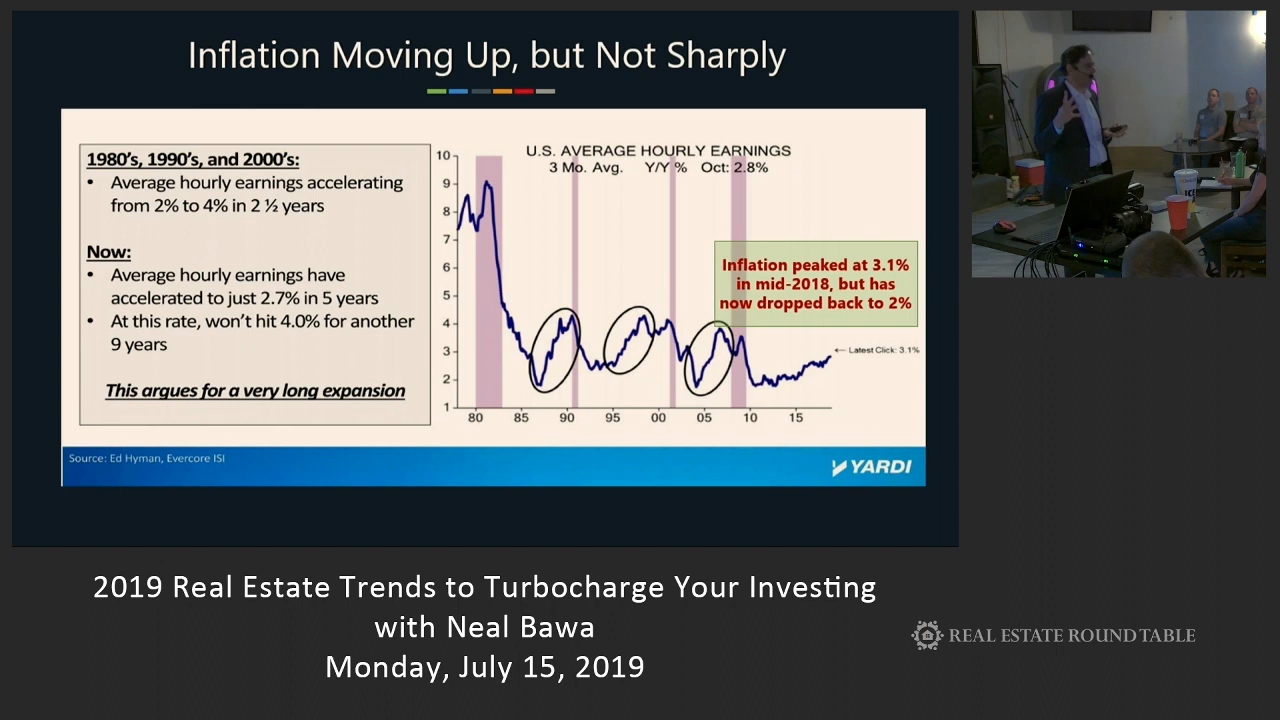 Inflation Moving Up, but Not Sharply
1980's, 1990's, and 2000's:
• Average hourly earnings accelerating
from 2% to 4% in 2 ½ years
Now:
• Average hourly earnings have
accelerated to just 2.7% in 5 years
• At this rate, won't hit 4.0% for another
9 years
This argues for a very long expansion
U.S. AVERAGE HOURLY EARNINGS
3 Mo. Avg. Y/Y % Oct: 2.8%
10
9
8
7
6
5
4
3
2
1
80 85 90 95 00 05 10 15
Inflation peaked at 3.1%
in mid-2018, but has
now dropped back to 2%
← Latest Click: 3.1%
Source: Ed Hyman, Evercore ISI
YARDI
2019 Real Estate Trends to Turbocharge Your Investing
with Neal Bawa
Monday, July 15, 2019
REAL ESTATE ROUND TABLE